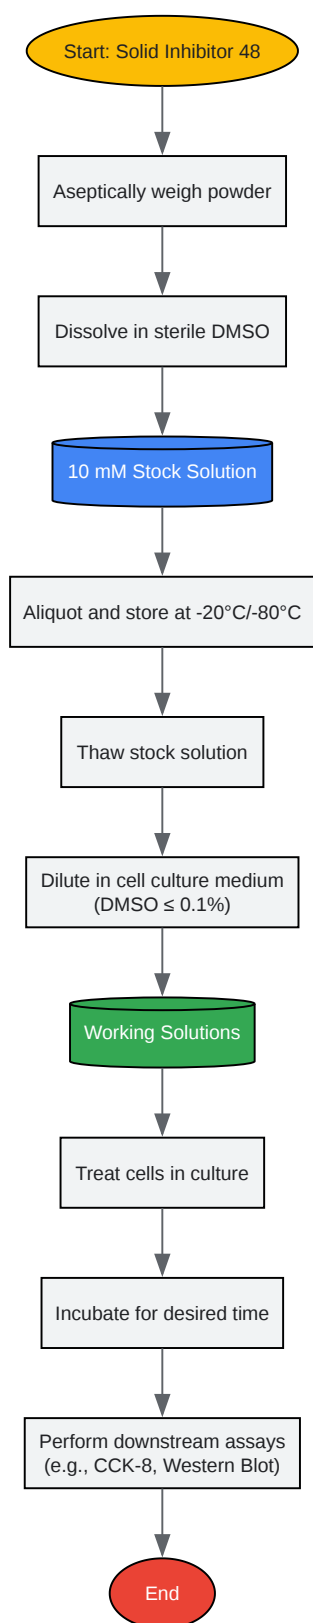 Start: Solid Inhibitor 48
Aseptically weigh powder
Dissolve in sterile DMSO
10 mM Stock Solution
Aliquot and store at -20°C/-80°C
Thaw stock solution
Dilute in cell culture medium
(DMSO ≤ 0.1%)
Working Solutions
Treat cells in culture
Incubate for desired time
Perform downstream assays
(e.g., CCK-8, Western Blot)
End